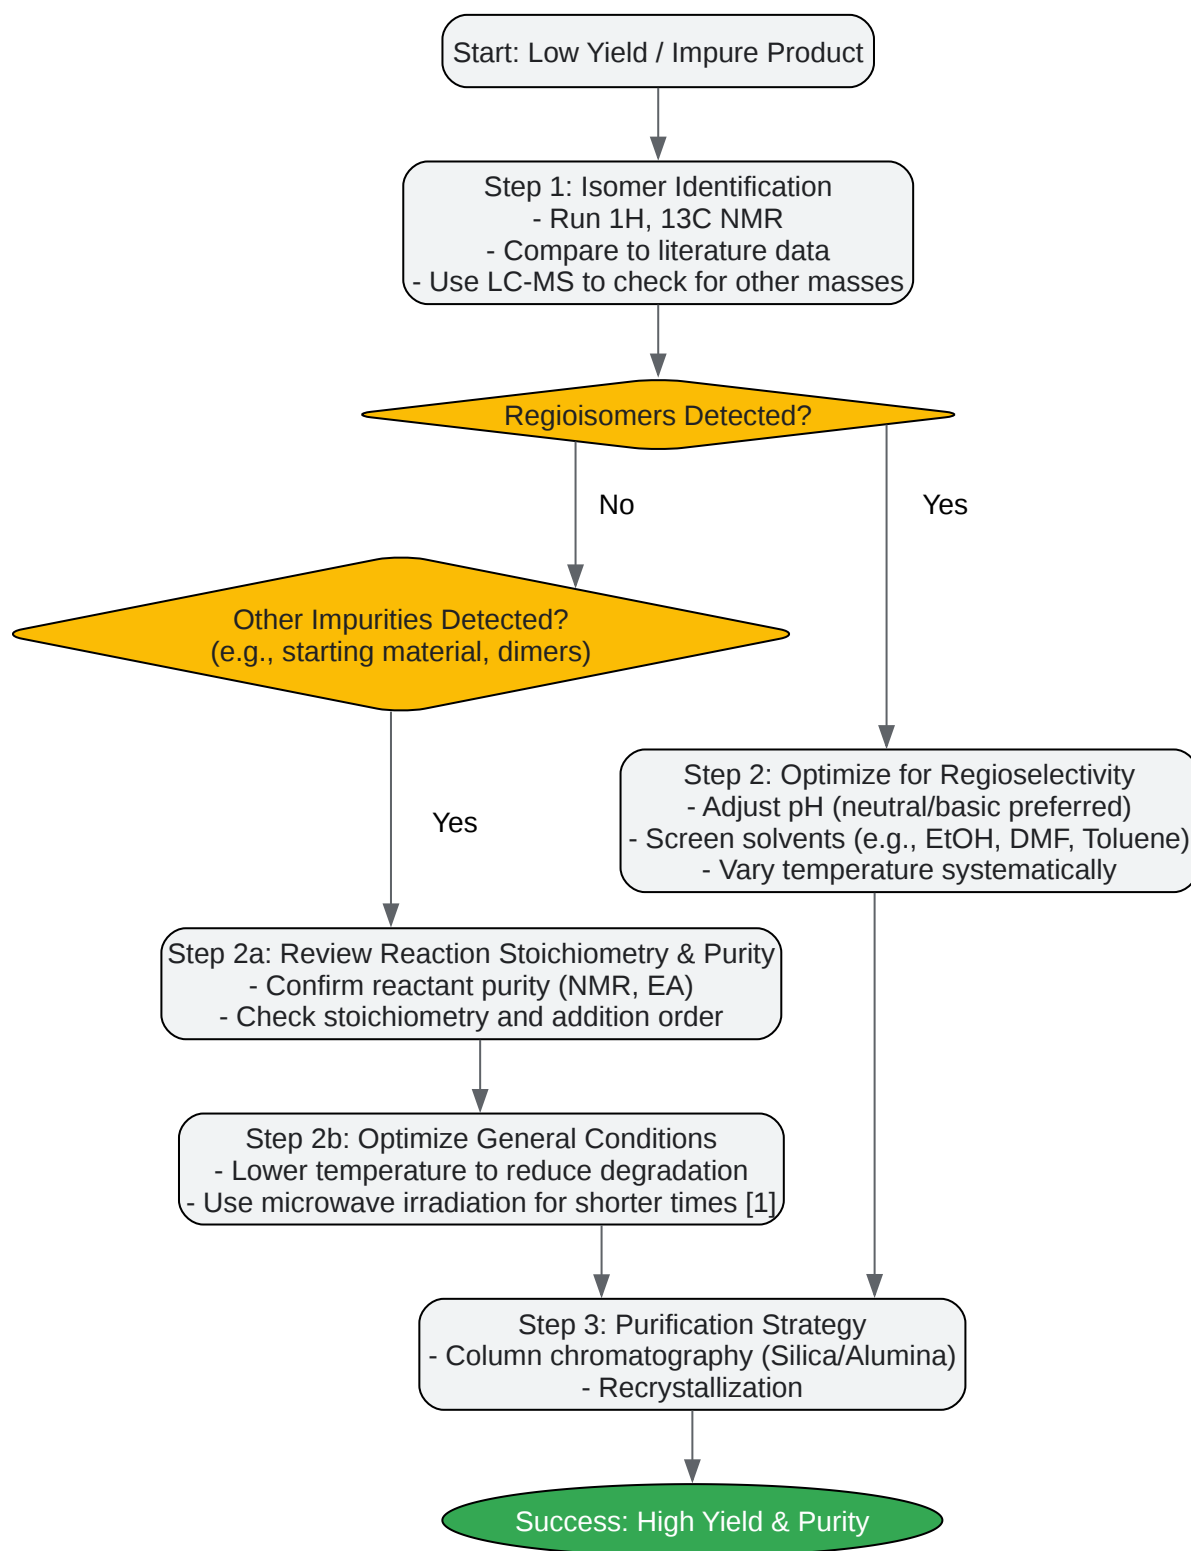 Start: Low Yield / Impure Product
Step 1: Isomer Identification
- Run 1H, 13C NMR
- Compare to literature data
- Use LC-MS to check for other masses
Regioisomers Detected?
No
Yes
Other Impurities Detected?
(e.g., starting material, dimers)
Step 2: Optimize for Regioselectivity
- Adjust pH (neutral/basic preferred)
- Screen solvents (e.g., EtOH, DMF, Toluene)
- Vary temperature systematically
Yes
Step 2a: Review Reaction Stoichiometry & Purity
- Confirm reactant purity (NMR, EA)
- Check stoichiometry and addition order
Step 2b: Optimize General Conditions
- Lower temperature to reduce degradation
- Use microwave irradiation for shorter times [1]
Step 3: Purification Strategy
- Column chromatography (Silica/Alumina)
- Recrystallization
Success: High Yield & Purity